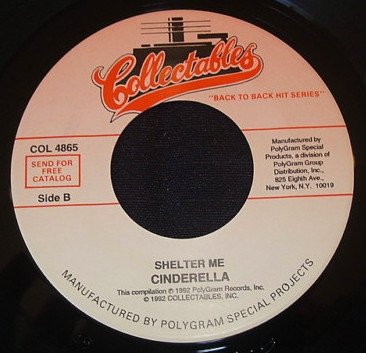 Collectables
"BACK TO BACK HIT SERIES"
COL 4865
SEND FOR
FREE
CATALOG
Side B
Manufactured by
PolyGram Special
Products, a division of
PolyGram Group
Distribution, Inc.,
825 Eighth Ave.,
New York, N.Y. 10019
SHELTER ME
CINDERELLA
This compilation ℗ 1992 PolyGram Records, Inc.
© 1992 COLLECTABLES, INC.
MANUFACTURED BY POLYGRAM SPECIAL PROJECTS